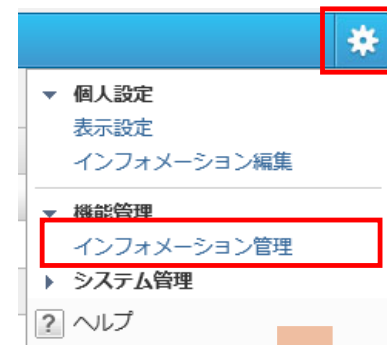 個人設定
表示設定
インフォメーション編集
機能管理
インフォメーション管理
システム管理
? ヘルプ